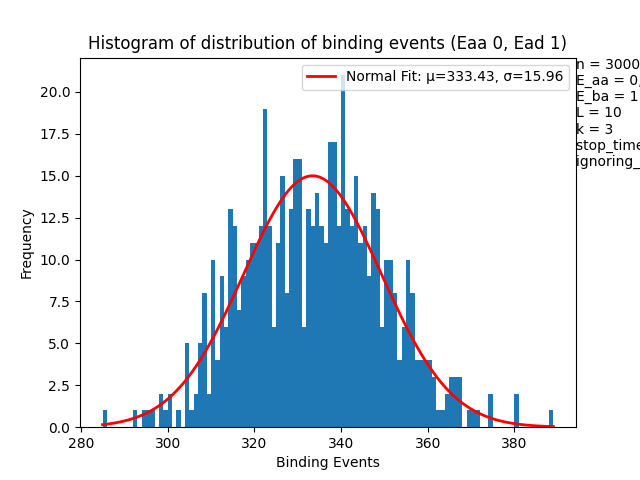 Histogram of distribution of binding events (Eaa 0, Ead 1)
Normal Fit: μ=333.43, σ=15.96
n = 3000
E_aa = 0,
E_ba = 1
L = 10
k = 3
stop_time
ignoring_
20.0
17.5
15.0
12.5
10.0
7.5
5.0
2.5
0.0
Frequency
280 300 320 340 360 380
Binding Events